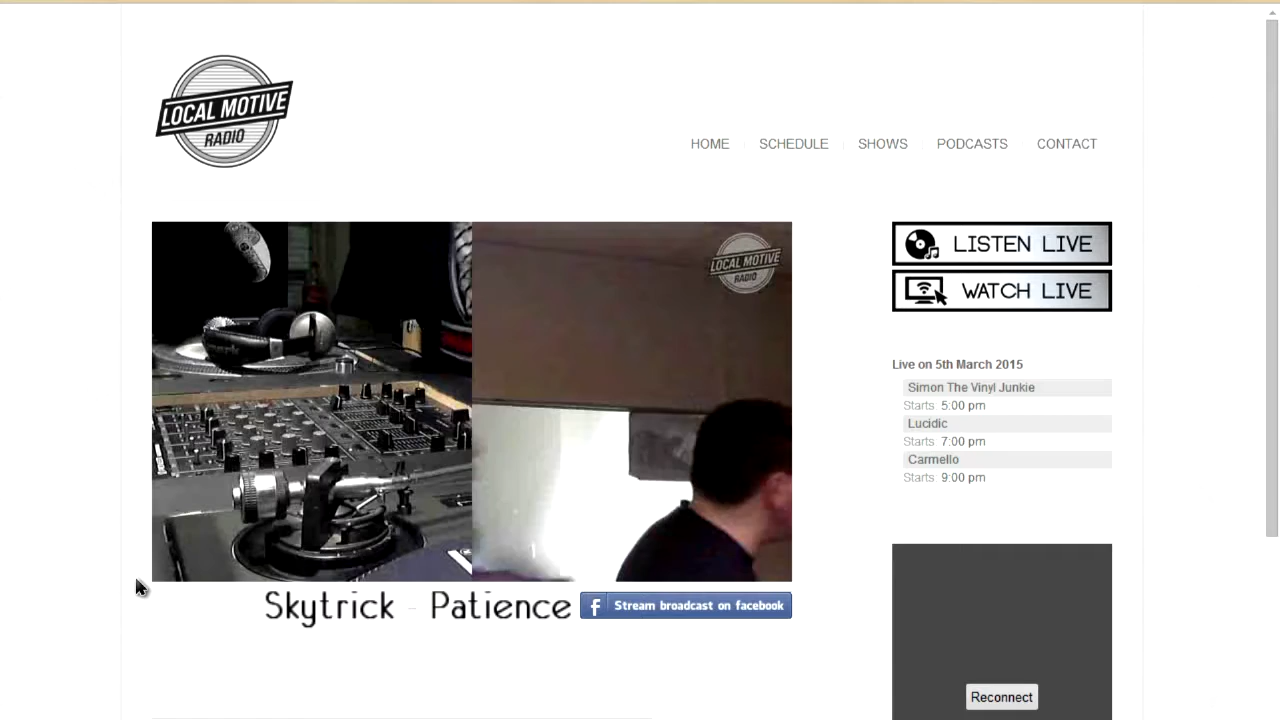 LOCAL MOTIVE
RADIO
HOME SCHEDULE SHOWS PODCASTS CONTACT
LOCAL MOTIVE
RADIO
LISTEN LIVE
WATCH LIVE
Live on 5th March 2015
Simon The Vinyl Junkie
Starts: 5:00 pm
Lucidic
Starts: 7:00 pm
Carmello
Starts: 9:00 pm
Skytrick - Patience
f Stream broadcast on facebook
Reconnect